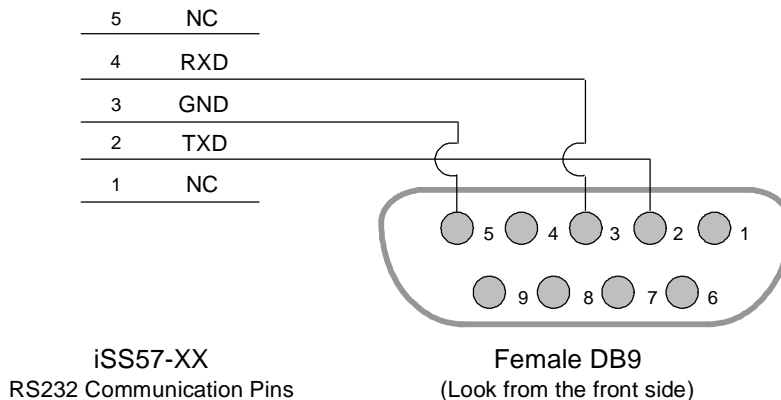 5 NC
4 RXD
3 GND
2 TXD
1 NC
5 4 3 2 1
9 8 7 6
iSS57-XX
RS232 Communication Pins
Female DB9
(Look from the front side)